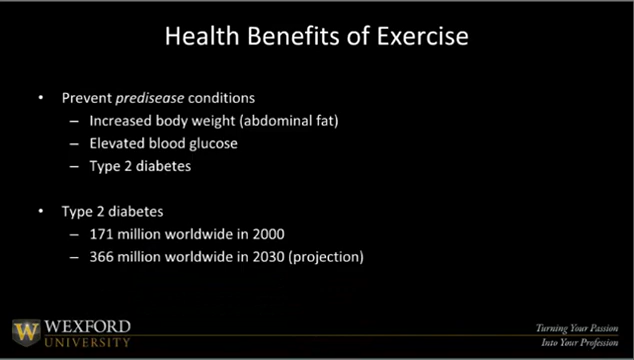 Health Benefits of Exercise
• Prevent predisease conditions
– Increased body weight (abdominal fat)
– Elevated blood glucose
– Type 2 diabetes
• Type 2 diabetes
– 171 million worldwide in 2000
– 366 million worldwide in 2030 (projection)
W WEXFORD
UNIVERSITY
Turning Your Passion
Into Your Profession